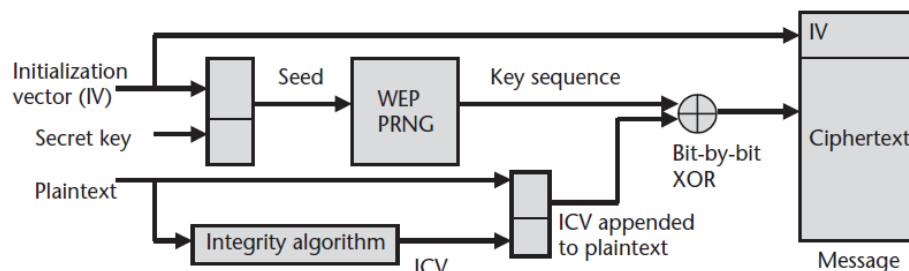 IV
Initialization
vector (IV)
Seed
WEP
PRNG
Key sequence
Secret key
Ciphertext
Bit-by-bit
XOR
Plaintext
ICV appended
to plaintext
Integrity algorithm
ICV
Message